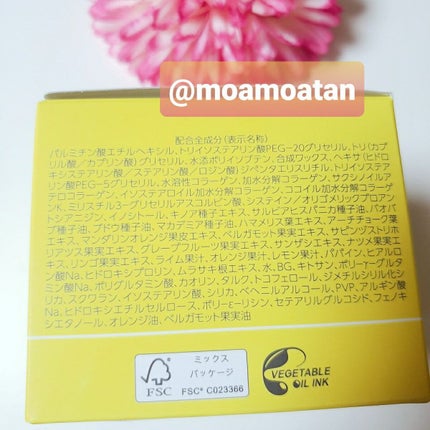 @moamoatan
配合全成分(表示名称)
パルミチン酸エチルヘキシル、トリイソステアリン酸PEG-20グリセリル、トリ(カプ
リル酸/カプリン酸)グリセリル、水添ポリイソブテン、合成ワックス、ヘキサ(ヒドロ
キシステアリン酸/ステアリン酸/ロジン酸)ジペンタエリスリチル、トリイソステア
リン酸PEG-5グリセリル、水溶性コラーゲン、加水分解コラーゲン、サクシノイルア
テロコラーゲン、イソステアロイル加水分解コラーゲン、ココイル加水分解コラーゲ
ンK、ミリスチル3-グリセリルアスコルビン酸、システイン/オリゴメリックプロアン
トシアニジン、イノシトール、キノア種子エキス、サルビアヒスパニカ種子油、バオバ
ブ種子油、ブドウ種子油、マカデミア種子油、ハマメリス葉エキス、アーチチョーク葉
エキス、マンダリンオレンジ果皮エキス、ベルガモット果実エキス、サピンヅストリホ
リアツス果実エキス、グレープフルーツ果実エキス、サンザシエキス、ナツメ果実エ
キス、リンゴ果実エキス、ライム果汁、オレンジ果汁、レモン果汁、パパイン、ヒアルロ
ン酸Na、ヒドロキシプロリン、ムラサキ根エキス、水、BG、キトサン、ポリ-γ-グルタ
ミン酸Na、ポリグルタミン酸、カオリン、タルク、トコフェロール、ジメチルシリル化シ
リカ、スクワラン、イソステアリン酸、シリカ、ベヘニルアルコール、PVP、アルギン酸
Na、ヒドロキシエチルセルロース、ポリ-ε-リシン、セテアリルグルコシド、フェノキ
シエタノール、オレンジ油、ベルガモット果実油
FSC
ミックス
パッケージ
FSC® C023366
VEGETABLE
OIL INK